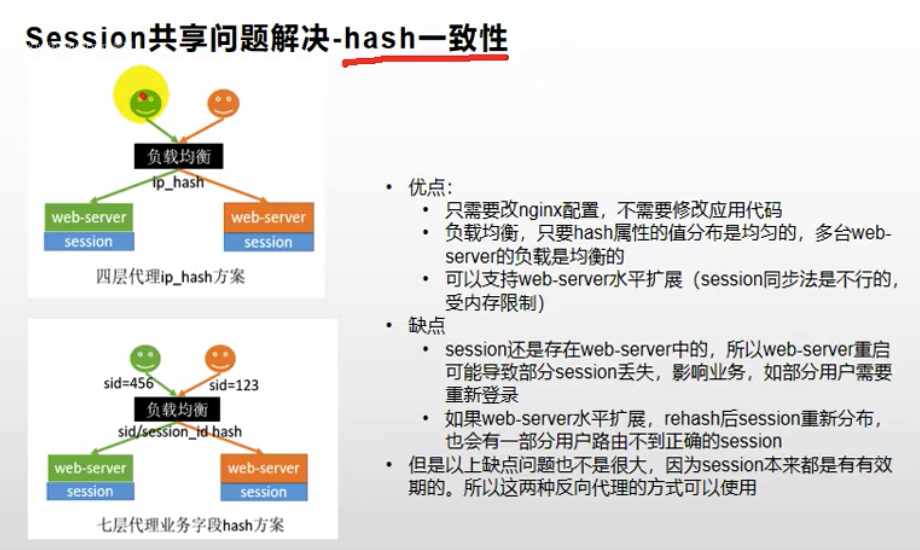 Session共享问题解决-hash一致性
负载均衡
ip_hash
web-server
web-server
session
session
四层代理ip_hash方案
sid=456
sid=123
负载均衡
sid/session_id hash
web-server
web-server
session
session
七层代理业务字段hash方案
• 优点：
• 只需要改nginx配置，不需要修改应用代码
• 负载均衡，只要hash属性的值分布是均匀的，多台web-
server的负载是均衡的
• 可以支持web-server水平扩展（session同步法是不行的，
受内存限制）
• 缺点
• session还是存在web-server中的，所以web-server重启
可能导致部分session丢失，影响业务，如部分用户需要
重新登录
• 如果web-server水平扩展，rehash后session重新分布，
也会有一部分用户路由不到正确的session
• 但是以上缺点问题也不是很大，因为session本来都是有有效
期的。所以这两种反向代理的方式可以使用